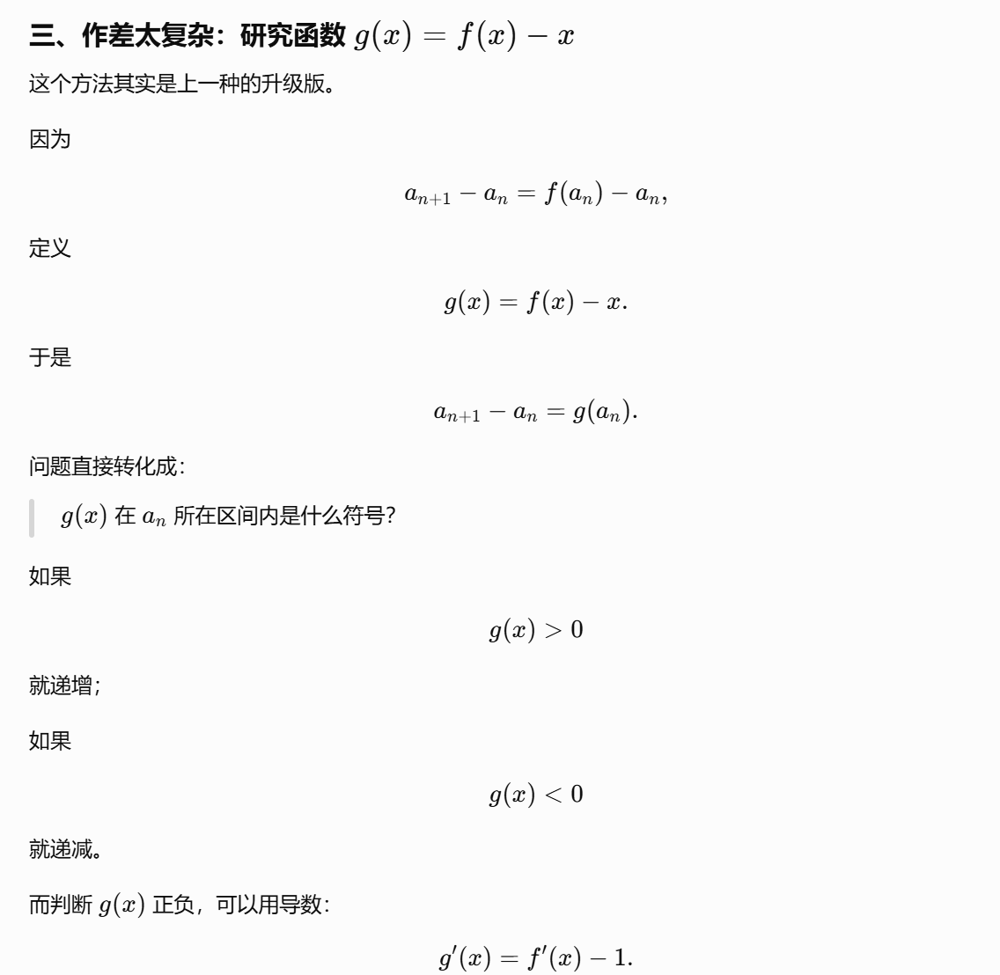 三、作差太复杂：研究函数 g(x) = f(x) − x
这个方法其实是上一种的升级版。
因为
a_{n+1} − a_n = f(a_n) − a_n,
定义
g(x) = f(x) − x.
于是
a_{n+1} − a_n = g(a_n).
问题直接转化成：
g(x) 在 a_n 所在区间内是什么符号？
如果
g(x) > 0
就递增；
如果
g(x) < 0
就递减。
而判断 g(x) 正负，可以用导数：
g′(x) = f′(x) − 1.